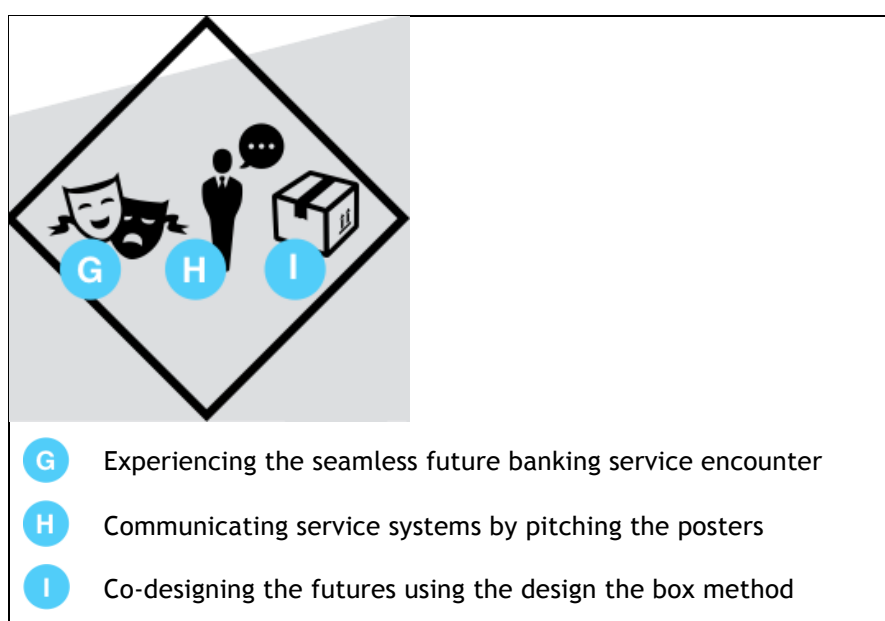 G H I
G Experiencing the seamless future banking service encounter
H Communicating service systems by pitching the posters
I Co-designing the futures using the design the box method